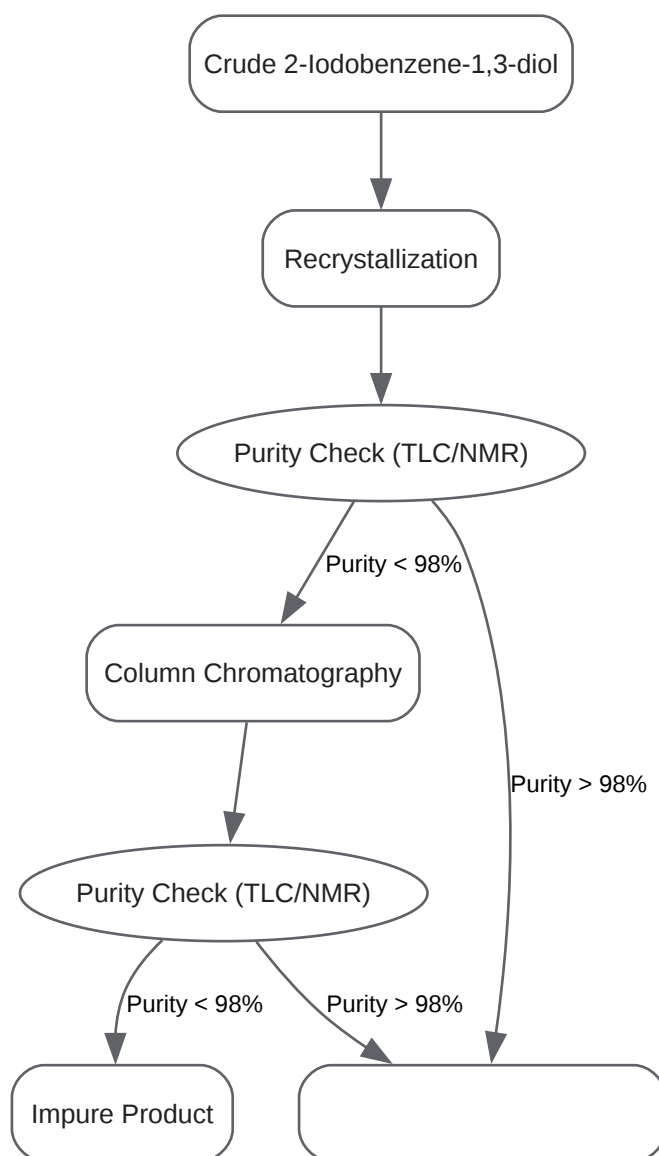 Crude 2-Iodobenzene-1,3-diol
Recrystallization
Purity Check (TLC/NMR)
Purity < 98%
Column Chromatography
Purity > 98%
Purity Check (TLC/NMR)
Purity < 98%
Purity > 98%
Impure Product